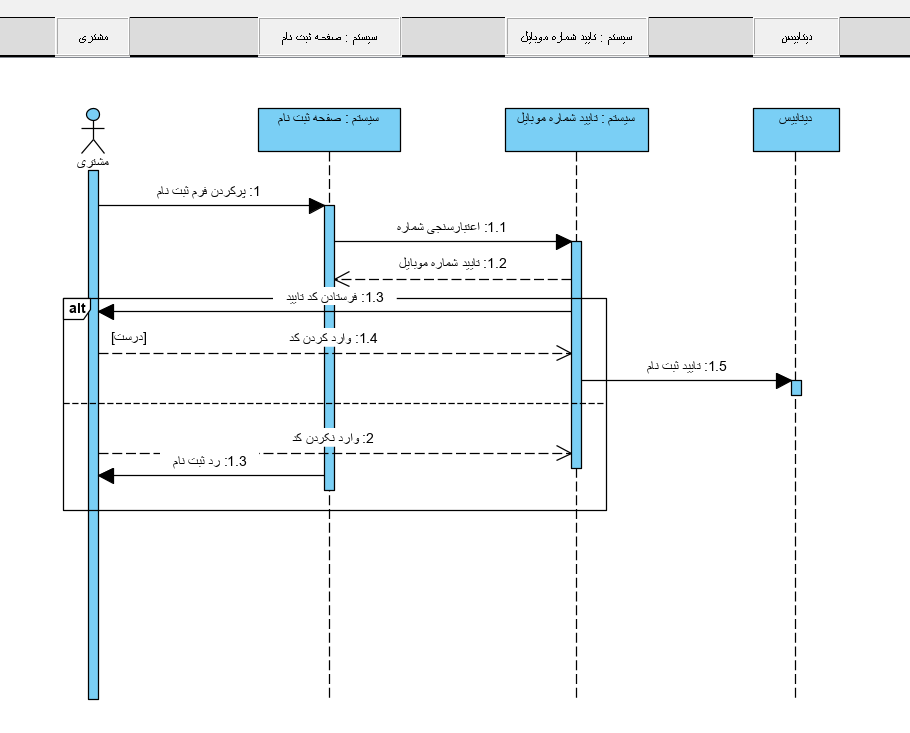 مشتری
سیستم : صفحه ثبت نام
سیستم : تایید شماره موبایل
دیتابیس
سیستم : صفحه ثبت نام
سیستم : تایید شماره موبایل
دیتابیس
مشتری
1: پرکردن فرم ثبت نام
1.1: اعتبارسنجی شماره
1.2: تایید شماره موبایل
1.3: فرستادن کد تایید
alt
[درست]
1.4: وارد کردن کد
1.5: تایید ثبت نام
2: وارد نکردن کد
1.3: رد ثبت نام